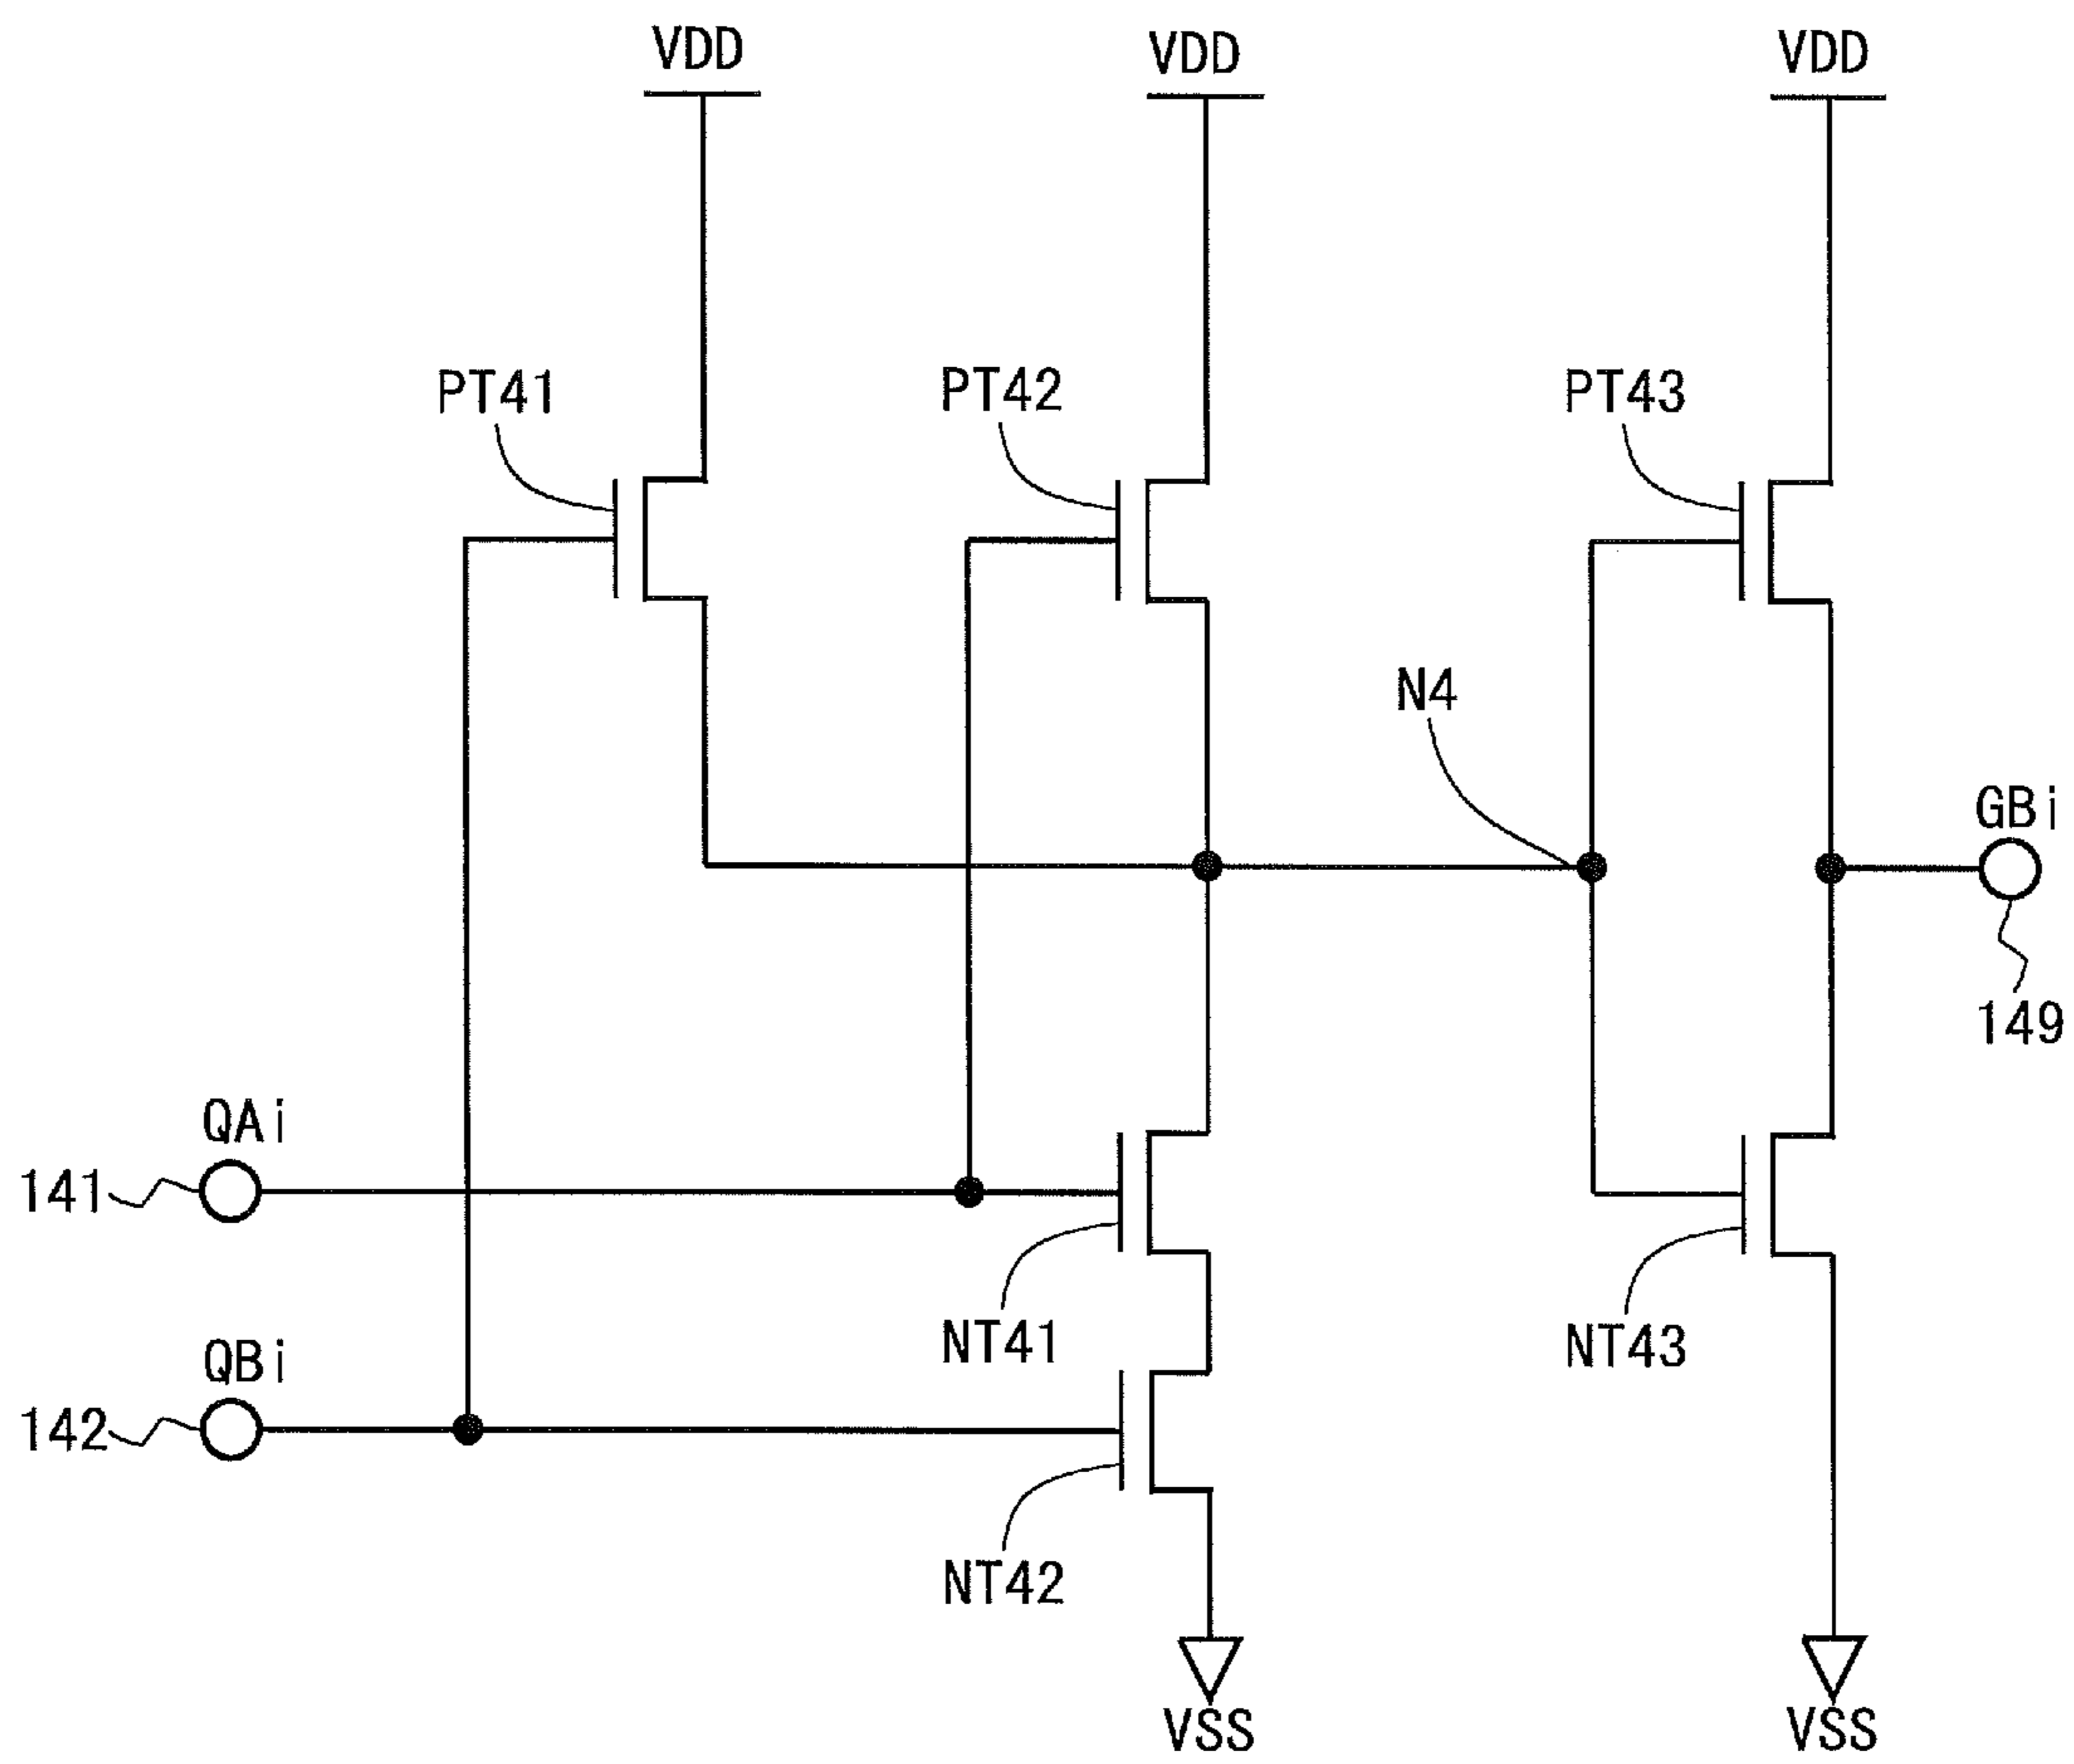 VDD
VDD
VDD
PT41
PT42
PT43
N4
GBi
149
QAi
141
NT41
NT43
QBi
142
NT42
VSS
VSS